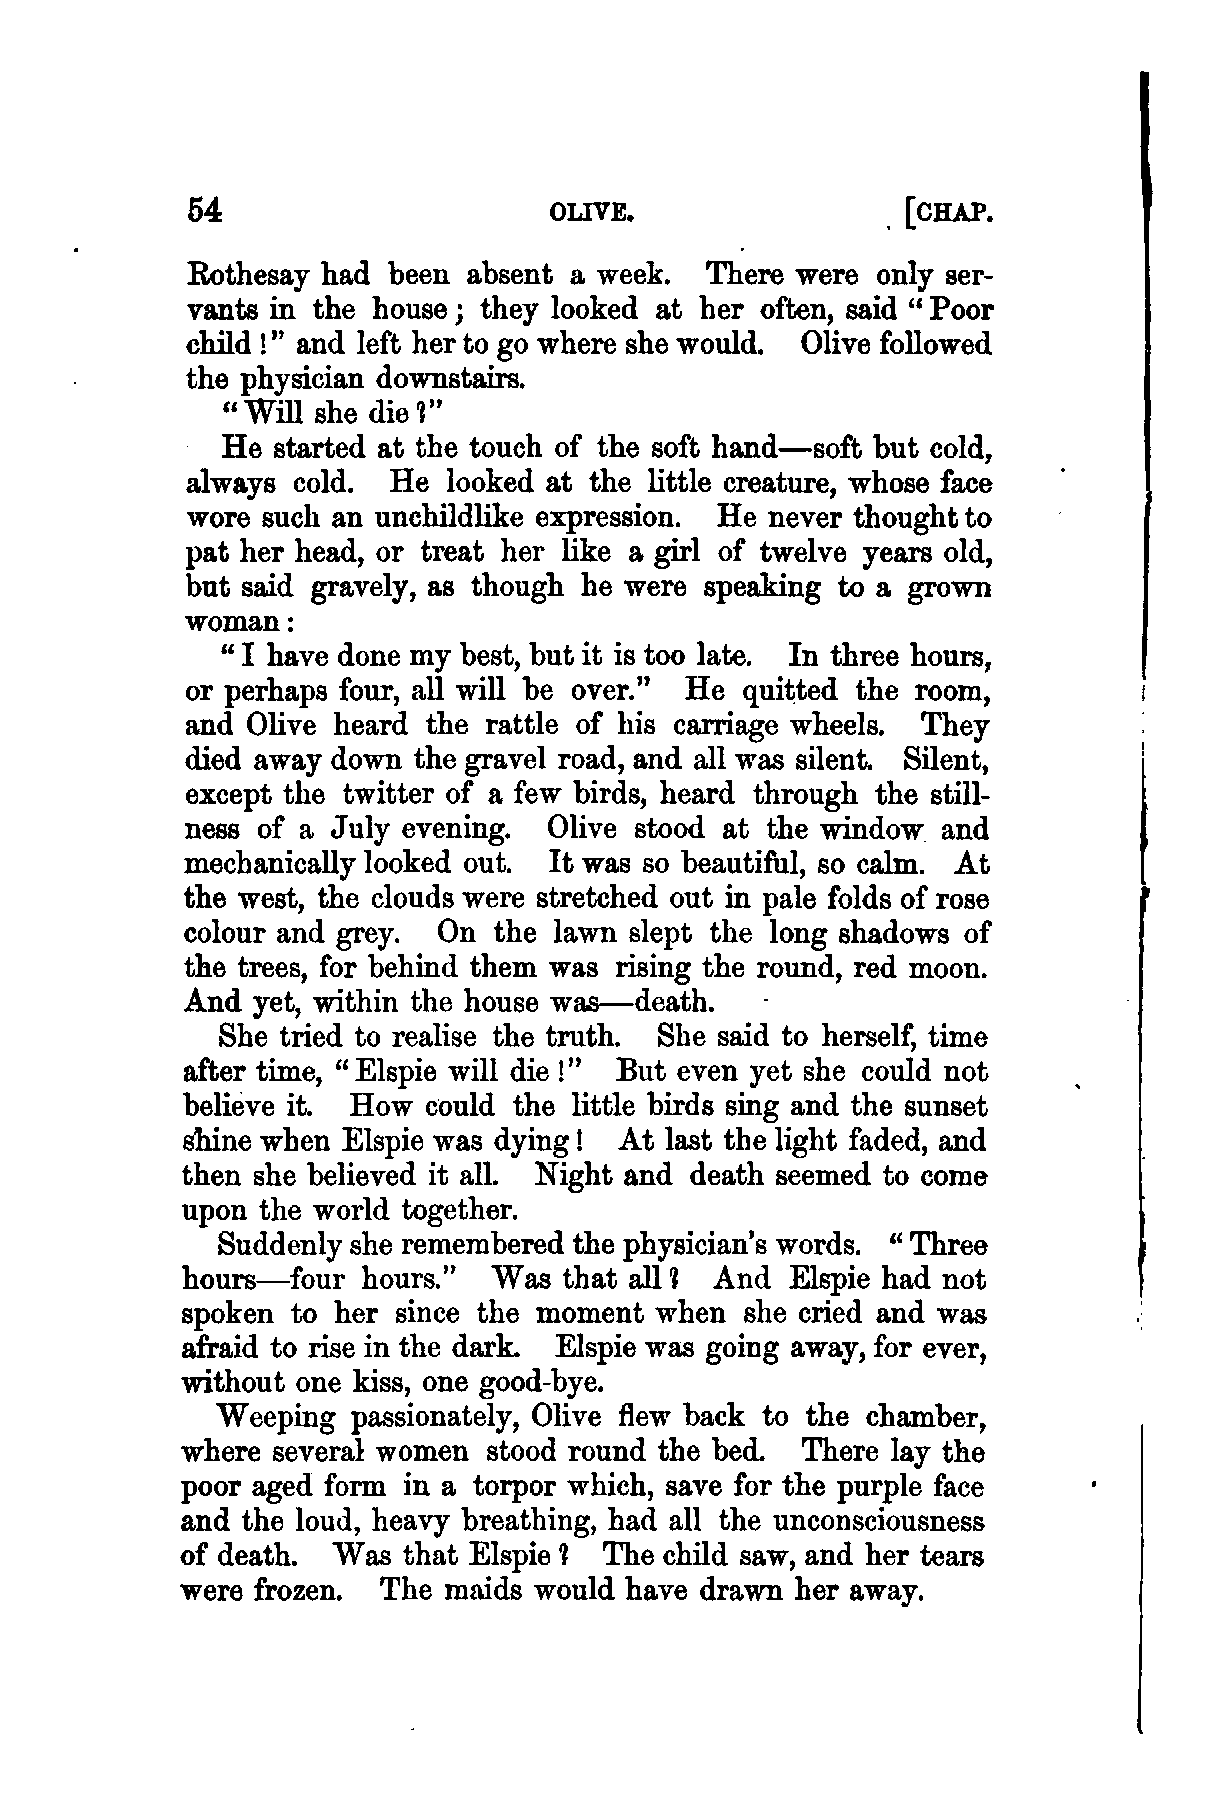 54 OLIVE. [CHAP.
Rothesay had been absent a week. There were only ser-
vants in the house; they looked at her often, said "Poor
child!" and left her to go where she would. Olive followed
the physician downstairs.
"Will she die?"
He started at the touch of the soft hand—soft but cold,
always cold. He looked at the little creature, whose face
wore such an unchildlike expression. He never thought to
pat her head, or treat her like a girl of twelve years old,
but said gravely, as though he were speaking to a grown
woman:
"I have done my best, but it is too late. In three hours,
or perhaps four, all will be over." He quitted the room,
and Olive heard the rattle of his carriage wheels. They
died away down the gravel road, and all was silent. Silent,
except the twitter of a few birds, heard through the still-
ness of a July evening. Olive stood at the window and
mechanically looked out. It was so beautiful, so calm. At
the west, the clouds were stretched out in pale folds of rose
colour and grey. On the lawn slept the long shadows of
the trees, for behind them was rising the round, red moon.
And yet, within the house was—death.
She tried to realise the truth. She said to herself, time
after time, "Elspie will die!" But even yet she could not
believe it. How could the little birds sing and the sunset
shine when Elspie was dying! At last the light faded, and
then she believed it all. Night and death seemed to come
upon the world together.
Suddenly she remembered the physician's words. "Three
hours—four hours." Was that all? And Elspie had not
spoken to her since the moment when she cried and was
afraid to rise in the dark. Elspie was going away, for ever,
without one kiss, one good-bye.
Weeping passionately, Olive flew back to the chamber,
where several women stood round the bed. There lay the
poor aged form in a torpor which, save for the purple face
and the loud, heavy breathing, had all the unconsciousness
of death. Was that Elspie? The child saw, and her tears
were frozen. The maids would have drawn her away.